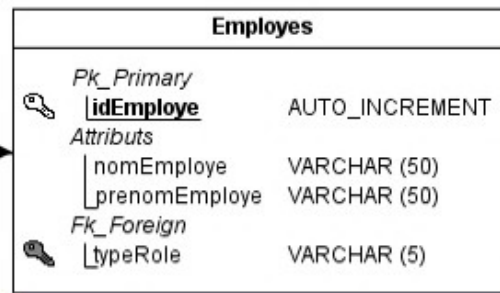 Employes
Pk_Primary
idEmploye AUTO_INCREMENT
Attributs
nomEmploye VARCHAR (50)
prenomEmploye VARCHAR (50)
Fk_Foreign
typeRole VARCHAR (5)